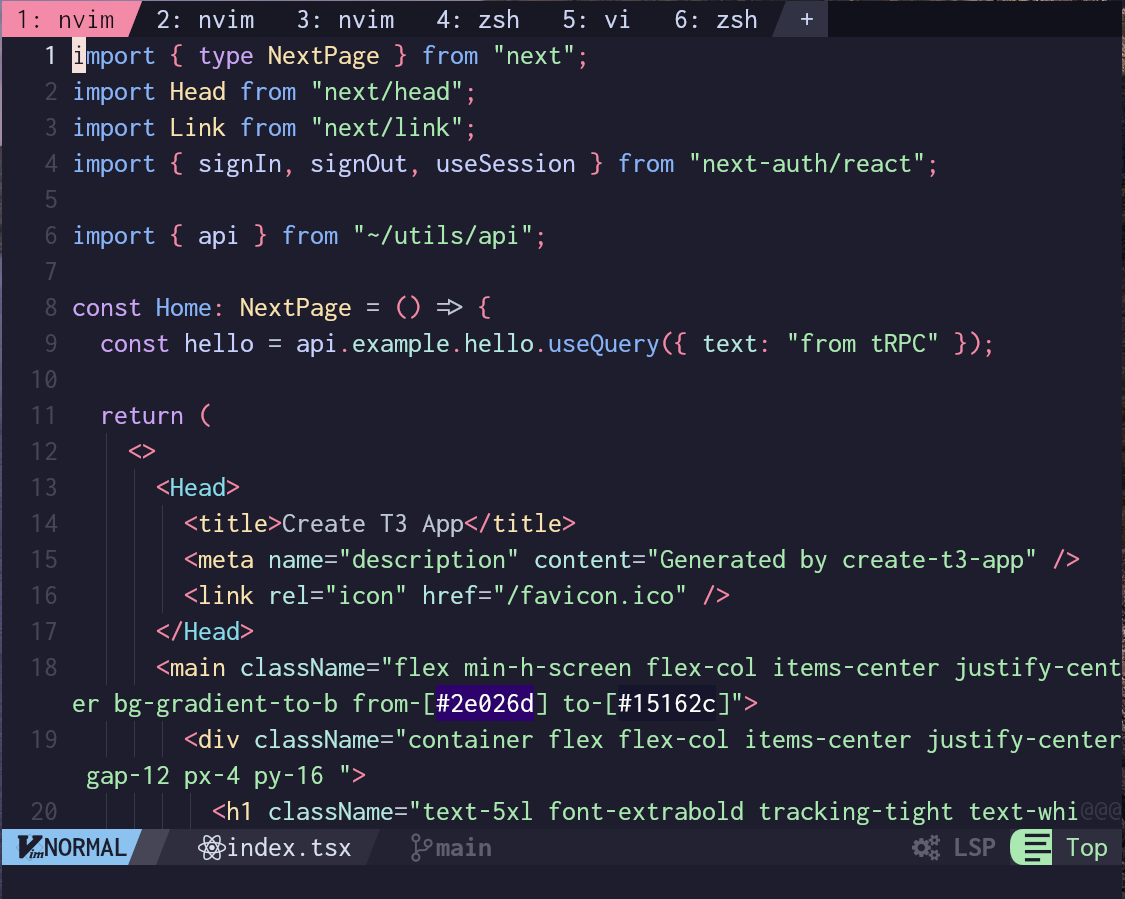 1: nvim 2: nvim 3: nvim 4: zsh 5: vi 6: zsh +
1 import { type NextPage } from "next";
2 import Head from "next/head";
3 import Link from "next/link";
4 import { signIn, signOut, useSession } from "next-auth/react";
5
6 import { api } from "~/utils/api";
7
8 const Home: NextPage = () => {
9   const hello = api.example.hello.useQuery({ text: "from tRPC" });
10
11   return (
12     <>
13       <Head>
14         <title>Create T3 App</title>
15         <meta name="description" content="Generated by create-t3-app" />
16         <link rel="icon" href="/favicon.ico" />
17       </Head>
18       <main className="flex min-h-screen flex-col items-center justify-cent
er bg-gradient-to-b from-[#2e026d] to-[#15162c]">
19         <div className="container flex flex-col items-center justify-center
 gap-12 px-4 py-16 ">
20           <h1 className="text-5xl font-extrabold tracking-tight text-whi@@@
Vim NORMAL index.tsx main LSP Top